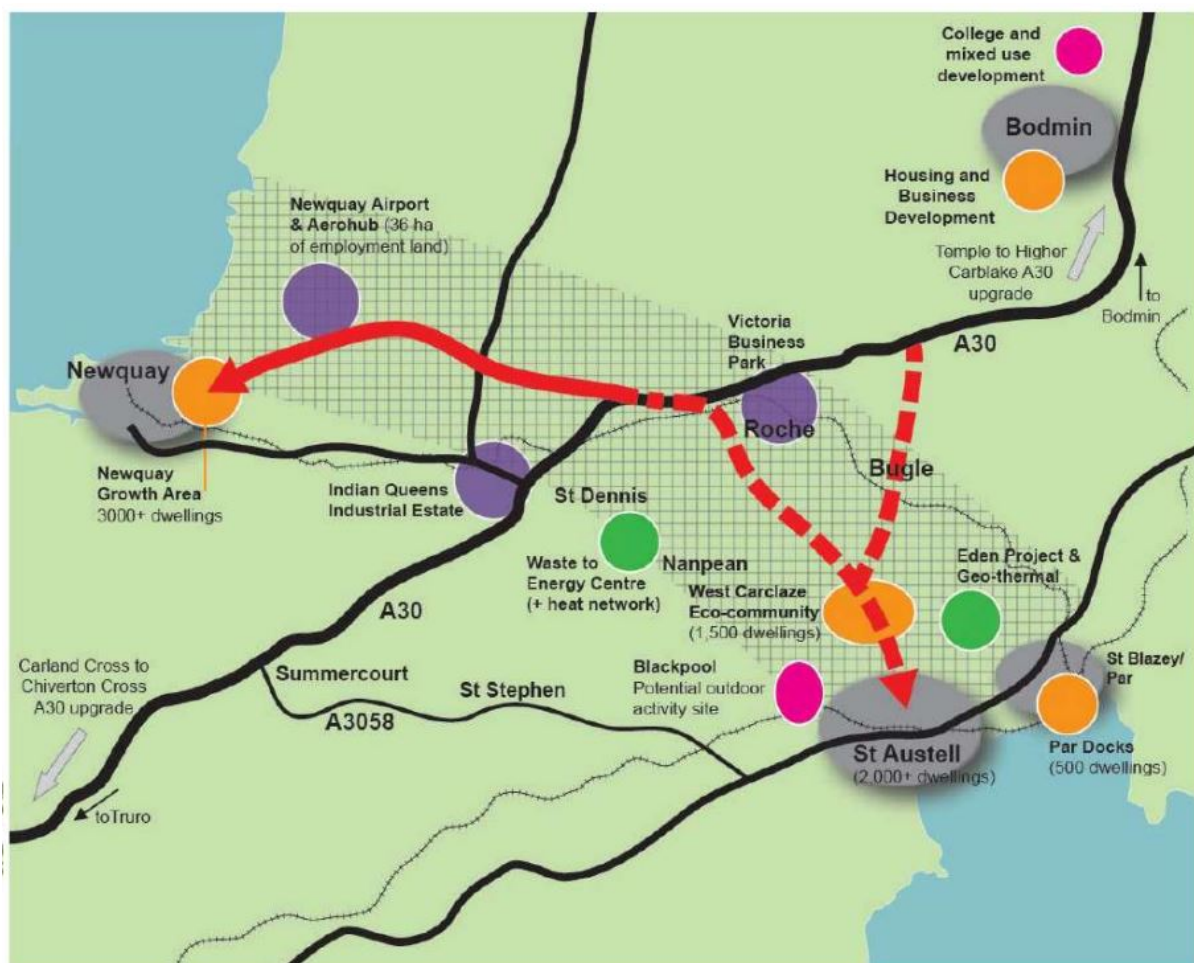 College and
mixed use
development
Bodmin
Housing and
Business
Development
Temple to Higher
Carblake A30
upgrade
to
Bodmin
Newquay Airport
& Aerohub (36 ha
of employment land)
Victoria
Business
Park
A30
Newquay
Roche
Bugle
Newquay
Growth Area
3000+ dwellings
Indian Queens
Industrial Estate
St Dennis
Waste to
Energy Centre
(+ heat network)
Nanpean
West Carclaze
Eco-community
(1,500 dwellings)
Eden Project &
Geo-thermal
A30
Carland Cross to
Chiverton Cross
A30 upgrade
Summercourt
St Stephen
A3058
Blackpool
Potential outdoor
activity site
St Blazey/
Par
St Austell
(2,000+ dwellings)
Par Docks
(500 dwellings)
toTruro